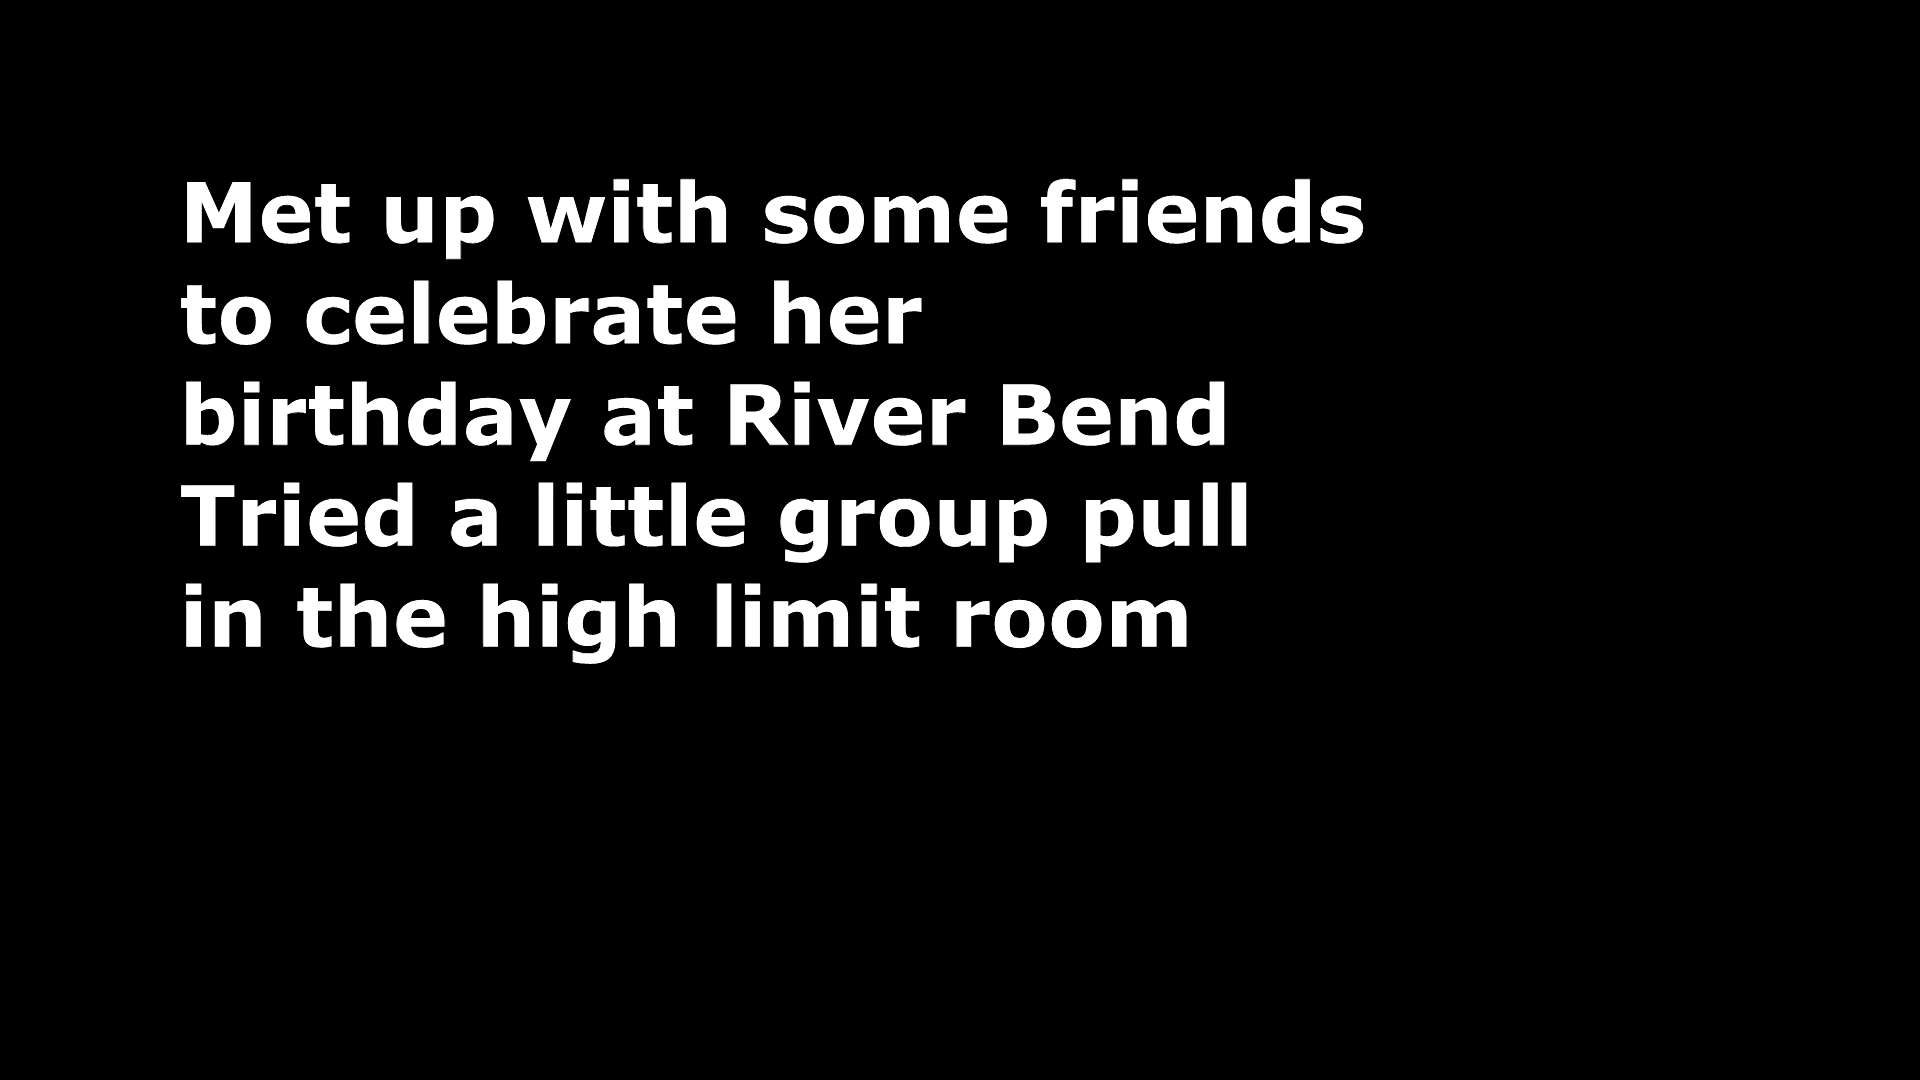 Met up with some friends
to celebrate her
birthday at River Bend
Tried a little group pull
in the high limit room